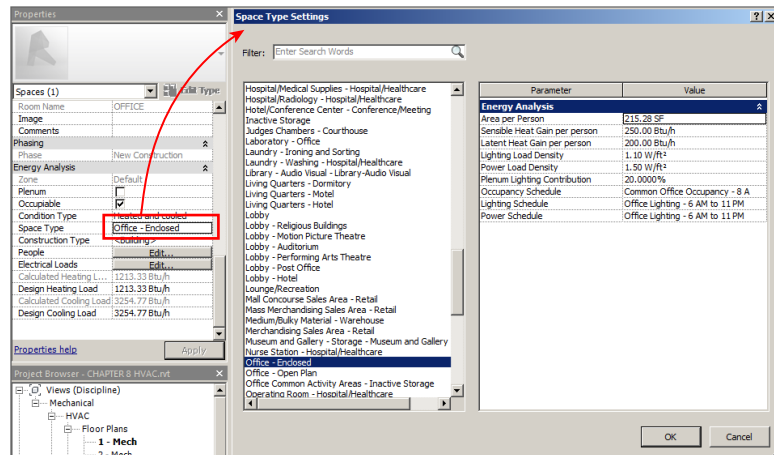 Properties
Spaces (1)
Edit Type
Room Name OFFICE
Image
Comments
Phasing
Phase New Construction
Energy Analysis
Zone Default
Plenum
Occupiable
Condition Type Heated and cooled
Space Type Office - Enclosed
Construction Type <Building>
People Edit...
Electrical Loads Edit...
Calculated Heating L... 1213.33 Btu/h
Design Heating Load 1213.33 Btu/h
Calculated Cooling Load 3254.77 Btu/h
Design Cooling Load 3254.77 Btu/h
Properties help
Apply
Project Browser - CHAPTER 8 HVAC.rvt
Views (Discipline)
Mechanical
HVAC
Floor Plans
1 - Mech
2 - Mech
Space Type Settings
Filter: Enter Search Words
Hospital/Medical Supplies - Hospital/Healthcare
Hospital/Radiology - Hospital/Healthcare
Hotel/Conference Center - Conference/Meeting
Inactive Storage
Judges Chambers - Courthouse
Laboratory - Office
Laundry - Ironing and Sorting
Laundry - Washing - Hospital/Healthcare
Library - Audio Visual - Library-Audio Visual
Living Quarters - Dormitory
Living Quarters - Motel
Living Quarters - Hotel
Lobby
Lobby - Religious Buildings
Lobby - Motion Picture Theatre
Lobby - Auditorium
Lobby - Performing Arts Theatre
Lobby - Post Office
Lobby - Hotel
Lounge/Recreation
Mall Concourse Sales Area - Retail
Mass Merchandising Sales Area - Retail
Medium/Bulky Material - Warehouse
Merchandising Sales Area - Retail
Museum and Gallery - Storage - Museum and Gallery
Nurse Station - Hospital/Healthcare
Office - Enclosed
Office - Open Plan
Office Common Activity Areas - Inactive Storage
Operating Room - Hospital/Healthcare
Parameter Value
Energy Analysis
Area per Person 215.28 SF
Sensible Heat Gain per person 250.00 Btu/h
Latent Heat Gain per person 200.00 Btu/h
Lighting Load Density 1.10 W/ft²
Power Load Density 1.50 W/ft²
Plenum Lighting Contribution 20.0000%
Occupancy Schedule Common Office Occupancy - 8 A
Lighting Schedule Office Lighting - 6 AM to 11 PM
Power Schedule Office Lighting - 6 AM to 11 PM
OK
Cancel